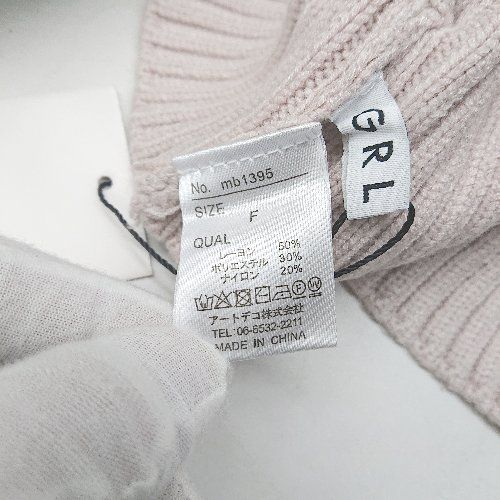 GRL
No. mb1395
SIZE F
QUAL
レーヨン 50%
ポリエステル 30%
ナイロン 20%
アートデコ株式会社
TEL:06-6532-2211
MADE IN CHINA